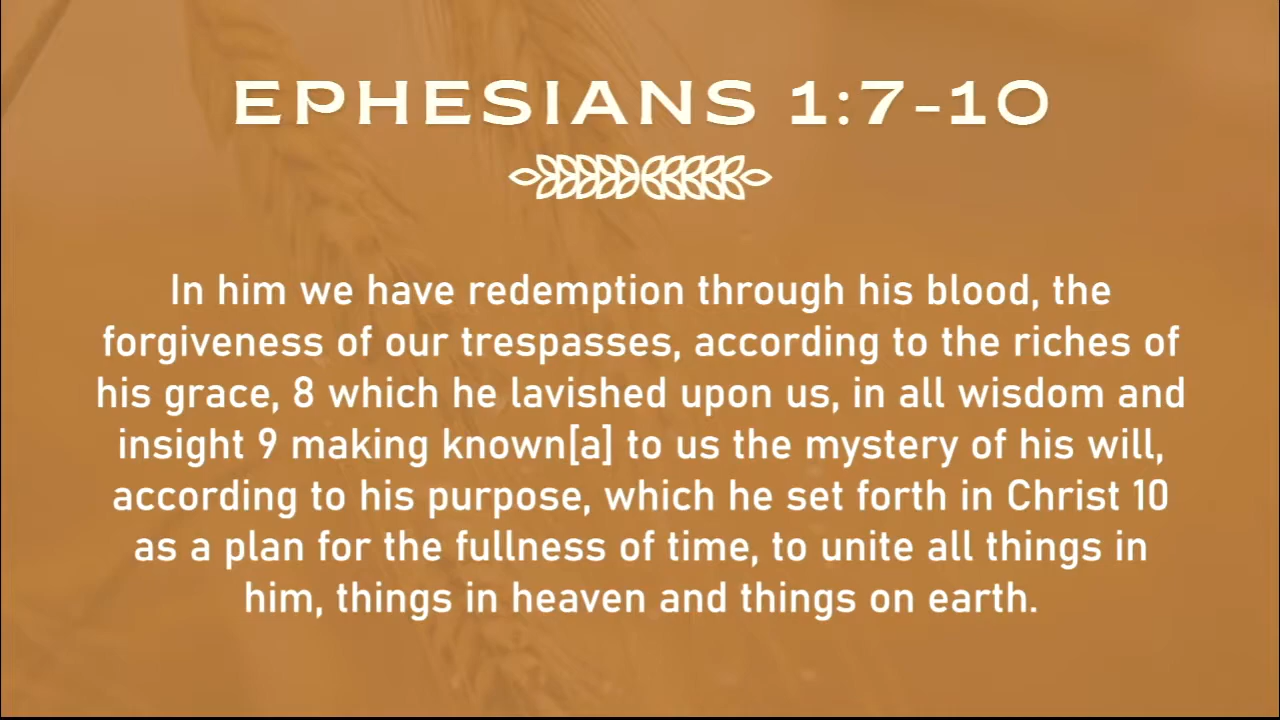 EPHESIANS 1:7-10
In him we have redemption through his blood, the
forgiveness of our trespasses, according to the riches of
his grace, 8 which he lavished upon us, in all wisdom and
insight 9 making known[a] to us the mystery of his will,
according to his purpose, which he set forth in Christ 10
as a plan for the fullness of time, to unite all things in
him, things in heaven and things on earth.